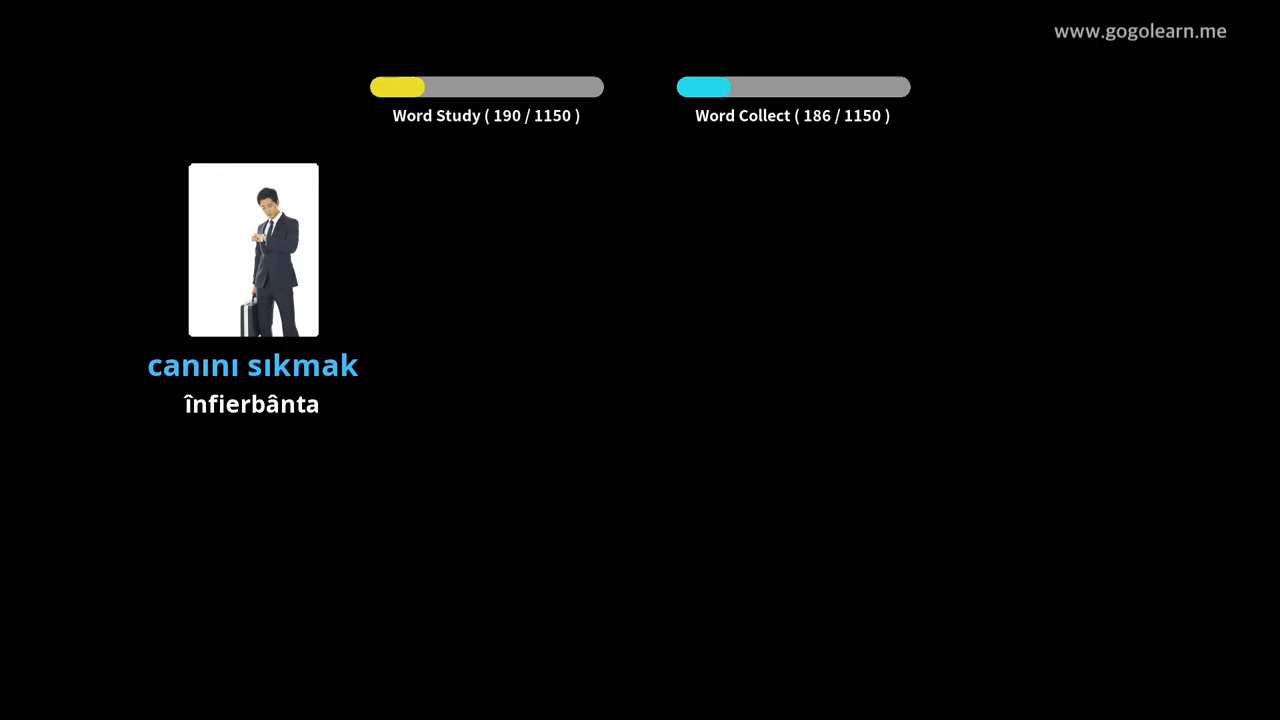 www.gogolearn.me
Word Study ( 190 / 1150 )
Word Collect ( 186 / 1150 )
canını sıkmak
înfierbânta